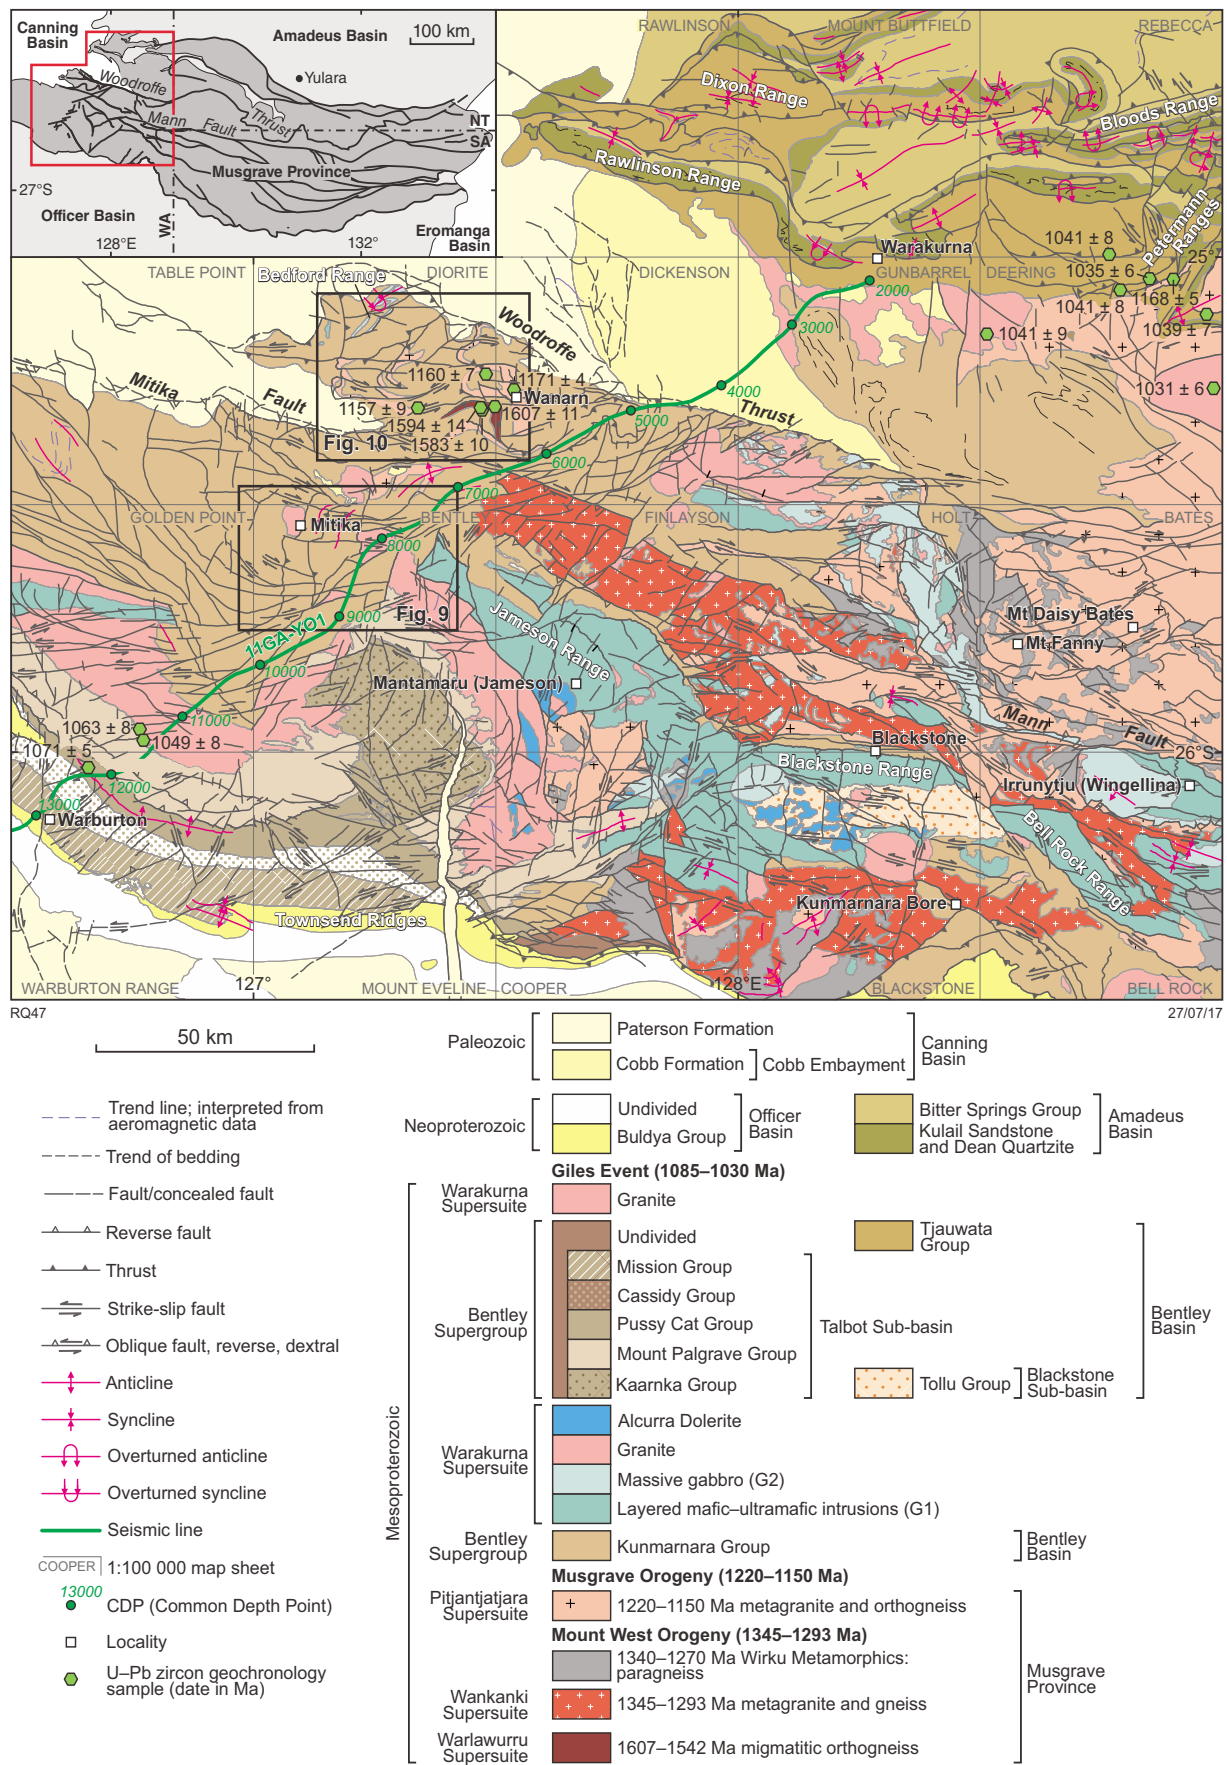 Canning
Basin
Amadeus Basin
100 km
Yulara
Woodroffe
Thrust
Mann Fault
NT
SA
Musgrave Province
27°S
Officer Basin
WA
Eromanga
Basin
128°E
132°
RAWLINSON
MOUNT BUTTFIELD
REBECCA
Dixon Range
Bloods Range
Rawlinson Range
Petermann
Ranges
Warakurna
1041 ± 8
25°
1035 ± 6
1041 ± 8
1168 ± 5
1039 ± 7
1041 ± 9
1031 ± 6
TABLE POINT
Bedford Range
DIORITE
DICKENSON
GUNBARREL
DEERING
2000
3000
4000
5000
6000
7000
8000
9000
10000
11000
12000
13000
Woodroffe
Thrust
Mitika
Fault
1160 ± 7
1171 ± 4
Wanarn
1157 ± 9
1607 ± 11
1594 ± 14
1583 ± 10
Fig. 10
GOLDEN POINT
Mitika
BENTLEY
FINLAYSON
HOLT
BATES
Fig. 9
11GA-YO1
Jameson Range
Mt Daisy Bates
Mt Fanny
Mantamaru (Jameson)
Mann
Fault
26°S
1063 ± 8
1049 ± 8
1071 ± 5
Blackstone
Blackstone Range
Irrunytju (Wingellina)
Warburton
Bell Rock Range
Kunmarnara Bore
Townsend Ridges
WARBURTON RANGE
127°
MOUNT EVELINE
COOPER
128°E
BLACKSTONE
BELL ROCK
RQ47
27/07/17
50 km
Trend line; interpreted from
aeromagnetic data
Trend of bedding
Fault/concealed fault
Reverse fault
Thrust
Strike-slip fault
Oblique fault, reverse, dextral
Anticline
Syncline
Overturned anticline
Overturned syncline
Seismic line
COOPER
1:100 000 map sheet
13000
CDP (Common Depth Point)
Locality
U–Pb zircon geochronology
sample (date in Ma)
Paleozoic
Paterson Formation
Cobb Formation
Cobb Embayment
Canning
Basin
Neoproterozoic
Undivided
Buldya Group
Officer
Basin
Bitter Springs Group
Kulail Sandstone
and Dean Quartzite
Amadeus
Basin
Giles Event (1085–1030 Ma)
Mesoproterozoic
Warakurna
Supersuite
Granite
Bentley
Supergroup
Undivided
Mission Group
Cassidy Group
Pussy Cat Group
Mount Palgrave Group
Kaarnka Group
Talbot Sub-basin
Tjauwata
Group
Tollu Group
Blackstone
Sub-basin
Bentley
Basin
Warakurna
Supersuite
Alcurra Dolerite
Granite
Massive gabbro (G2)
Layered mafic–ultramafic intrusions (G1)
Bentley
Supergroup
Kunmarnara Group
Bentley
Basin
Musgrave Orogeny (1220–1150 Ma)
Pitjantjatjara
Supersuite
1220–1150 Ma metagranite and orthogneiss
Mount West Orogeny (1345–1293 Ma)
1340–1270 Ma Wirku Metamorphics:
paragneiss
Wankanki
Supersuite
1345–1293 Ma metagranite and gneiss
Warlawurru
Supersuite
1607–1542 Ma migmatitic orthogneiss
Musgrave
Province